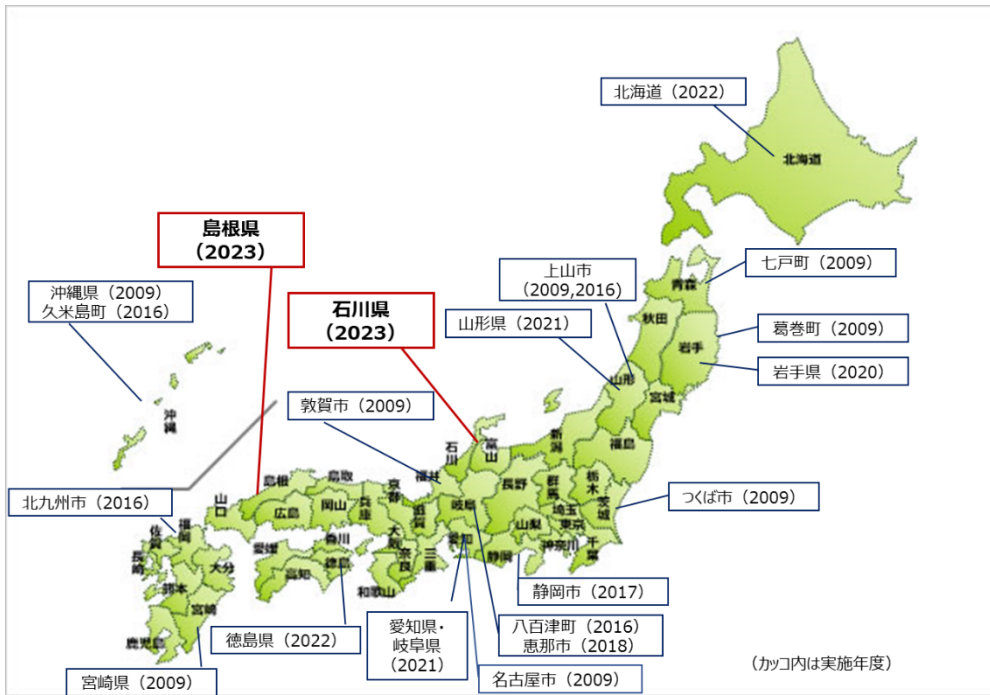 北海道（2022）
北海道
島根県
（2023）
七戸町（2009）
上山市
（2009,2016）
青森
沖縄県（2009）
久米島町（2016）
石川県
（2023）
山形県（2021）
秋田
葛巻町（2009）
岩手
岩手県（2020）
山形
宮城
敦賀市（2009）
沖縄
石川
富山
新潟
福島
福井
島根
鳥取
京都
長野
群馬
栃木
茨城
北九州市（2016）
山口
広島
岡山
兵庫
滋賀
岐阜
埼玉
東京
つくば市（2009）
福岡
佐賀
長崎
大分
愛媛
香川
大阪
奈良
三重
愛知
山梨
神奈川
千葉
静岡
熊本
高知
徳島
和歌山
宮崎
鹿児島
静岡市（2017）
徳島県（2022）
愛知県・
岐阜県
（2021）
八百津町（2016）
恵那市（2018）
名古屋市（2009）
宮崎県（2009）
（カッコ内は実施年度）